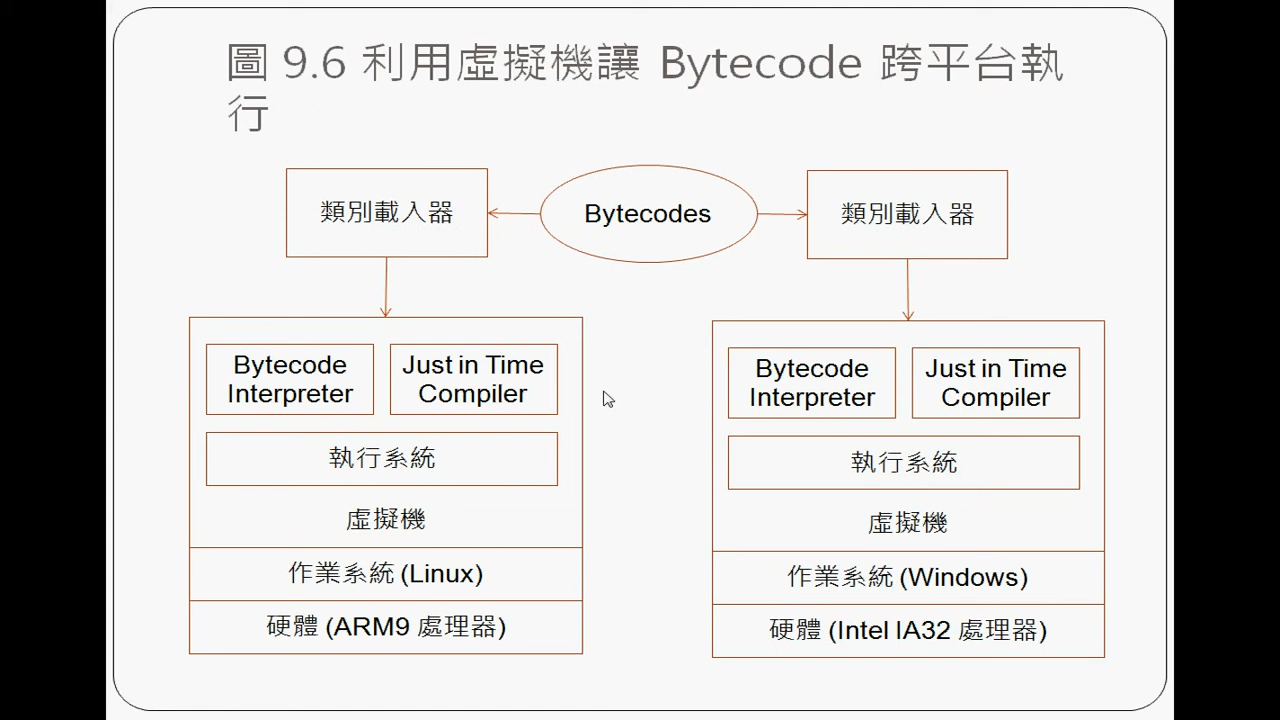 圖 9.6 利用虛擬機讓 Bytecode 跨平台執
行
類別載入器
Bytecodes
類別載入器
Bytecode
Interpreter
Just in Time
Compiler
執行系統
虛擬機
作業系統 (Linux)
硬體 (ARM9 處理器)
Bytecode
Interpreter
Just in Time
Compiler
執行系統
虛擬機
作業系統 (Windows)
硬體 (Intel IA32 處理器)